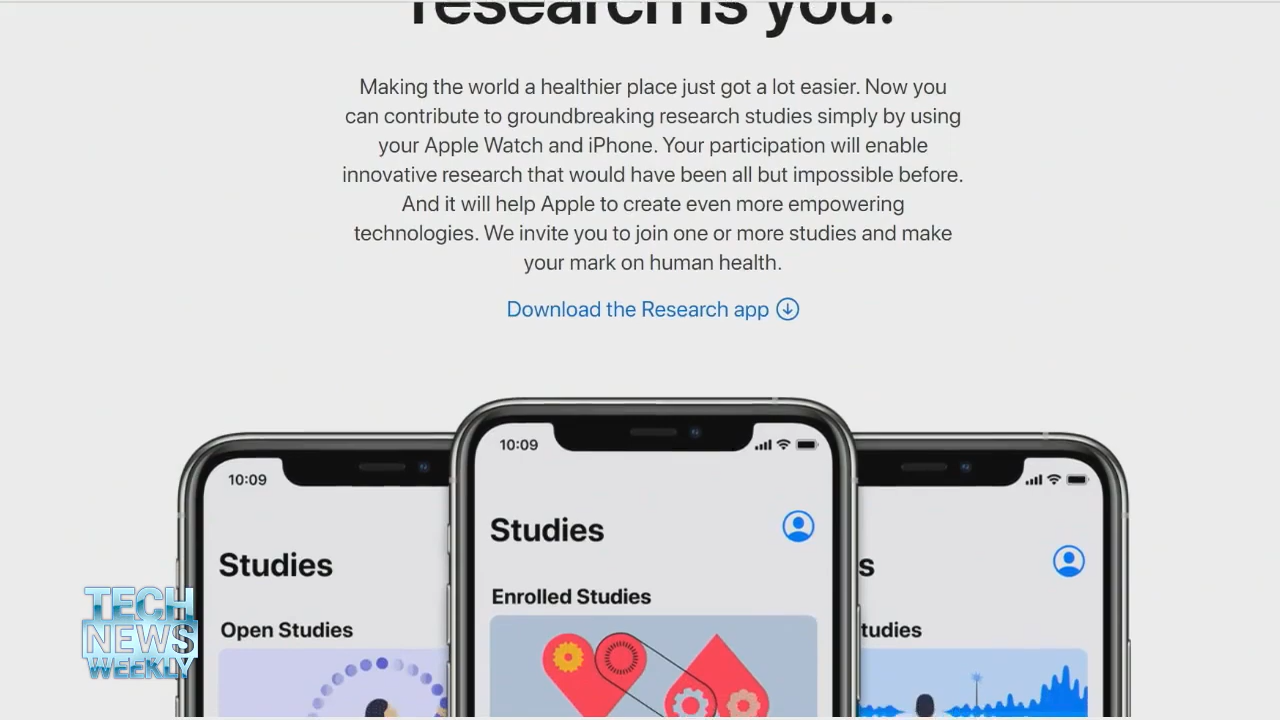 research is you.
Making the world a healthier place just got a lot easier. Now you
can contribute to groundbreaking research studies simply by using
your Apple Watch and iPhone. Your participation will enable
innovative research that would have been all but impossible before.
And it will help Apple to create even more empowering
technologies. We invite you to join one or more studies and make
your mark on human health.
Download the Research app
10:09
Studies
Open Studies
10:09
Studies
Enrolled Studies
s
tudies
TECH
NEWS
WEEKLY